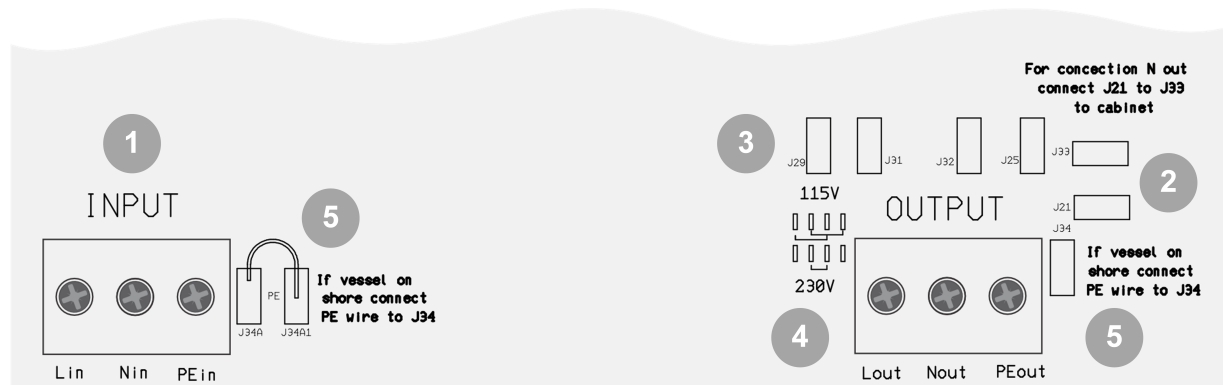 For concection N out
connect J21 to J33
to cabinet
1
3
J29
J31
J32
J25
J33
2
INPUT
115V
OUTPUT
J21
5
J34
If vessel on
shore connect
PE wire to J34
PE
J34A
J34A1
If vessel on
shore connect
PE wire to J34
230V
4
5
Lin
Nin
PEin
Lout
Nout
PEout